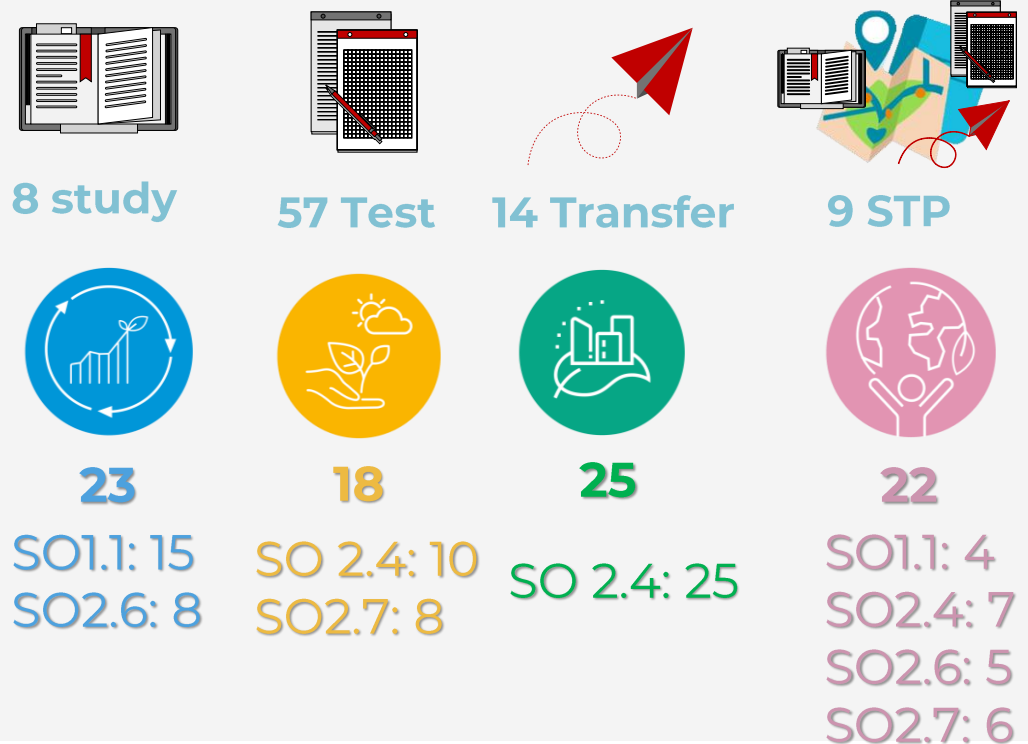 8 study
57 Test
14 Transfer
9 STP
23
18
25
22
SO1.1: 15
SO2.6: 8
SO 2.4: 10
SO2.7: 8
SO 2.4: 25
SO1.1: 4
SO2.4: 7
SO2.6: 5
SO2.7: 6